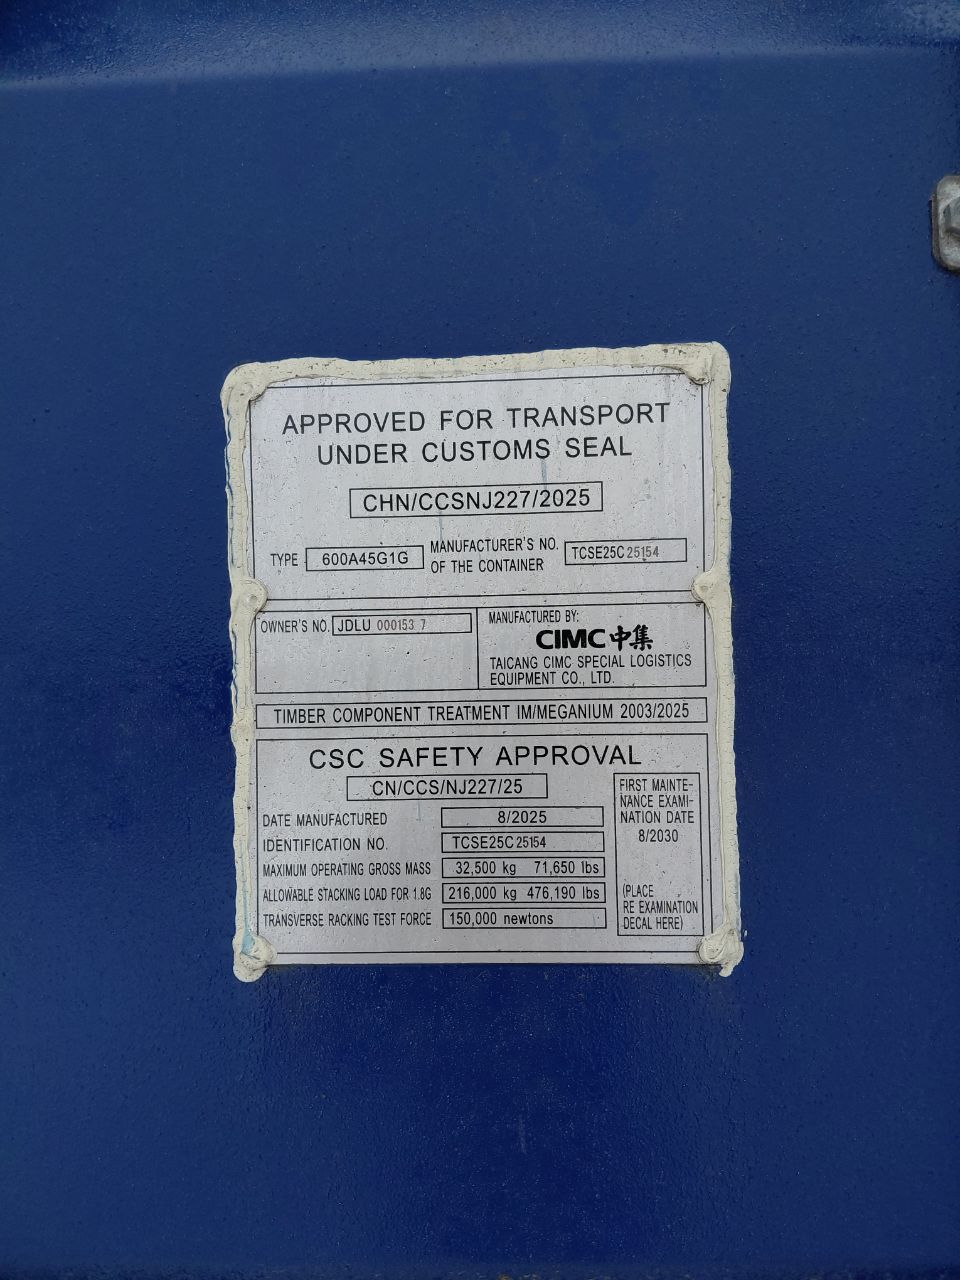 APPROVED FOR TRANSPORT
UNDER CUSTOMS SEAL
CHN/CCSNJ227/2025
TYPE 600A45G1G
MANUFACTURER'S NO.
OF THE CONTAINER
TCSE25C 25154
OWNER'S NO. JDLU 000153 7
MANUFACTURED BY:
CIMC 中集
TAICANG CIMC SPECIAL LOGISTICS
EQUIPMENT CO., LTD.
TIMBER COMPONENT TREATMENT IM/MEGANIUM 2003/2025
CSC SAFETY APPROVAL
CN/CCS/NJ227/25
DATE MANUFACTURED 8/2025
IDENTIFICATION NO. TCSE25C 25154
MAXIMUM OPERATING GROSS MASS 32,500 kg 71,650 lbs
ALLOWABLE STACKING LOAD FOR 1.8G 216,000 kg 476,190 lbs
TRANSVERSE RACKING TEST FORCE 150,000 newtons
FIRST MAINTE-
NANCE EXAMI-
NATION DATE
8/2030
(PLACE
RE EXAMINATION
DECAL HERE)